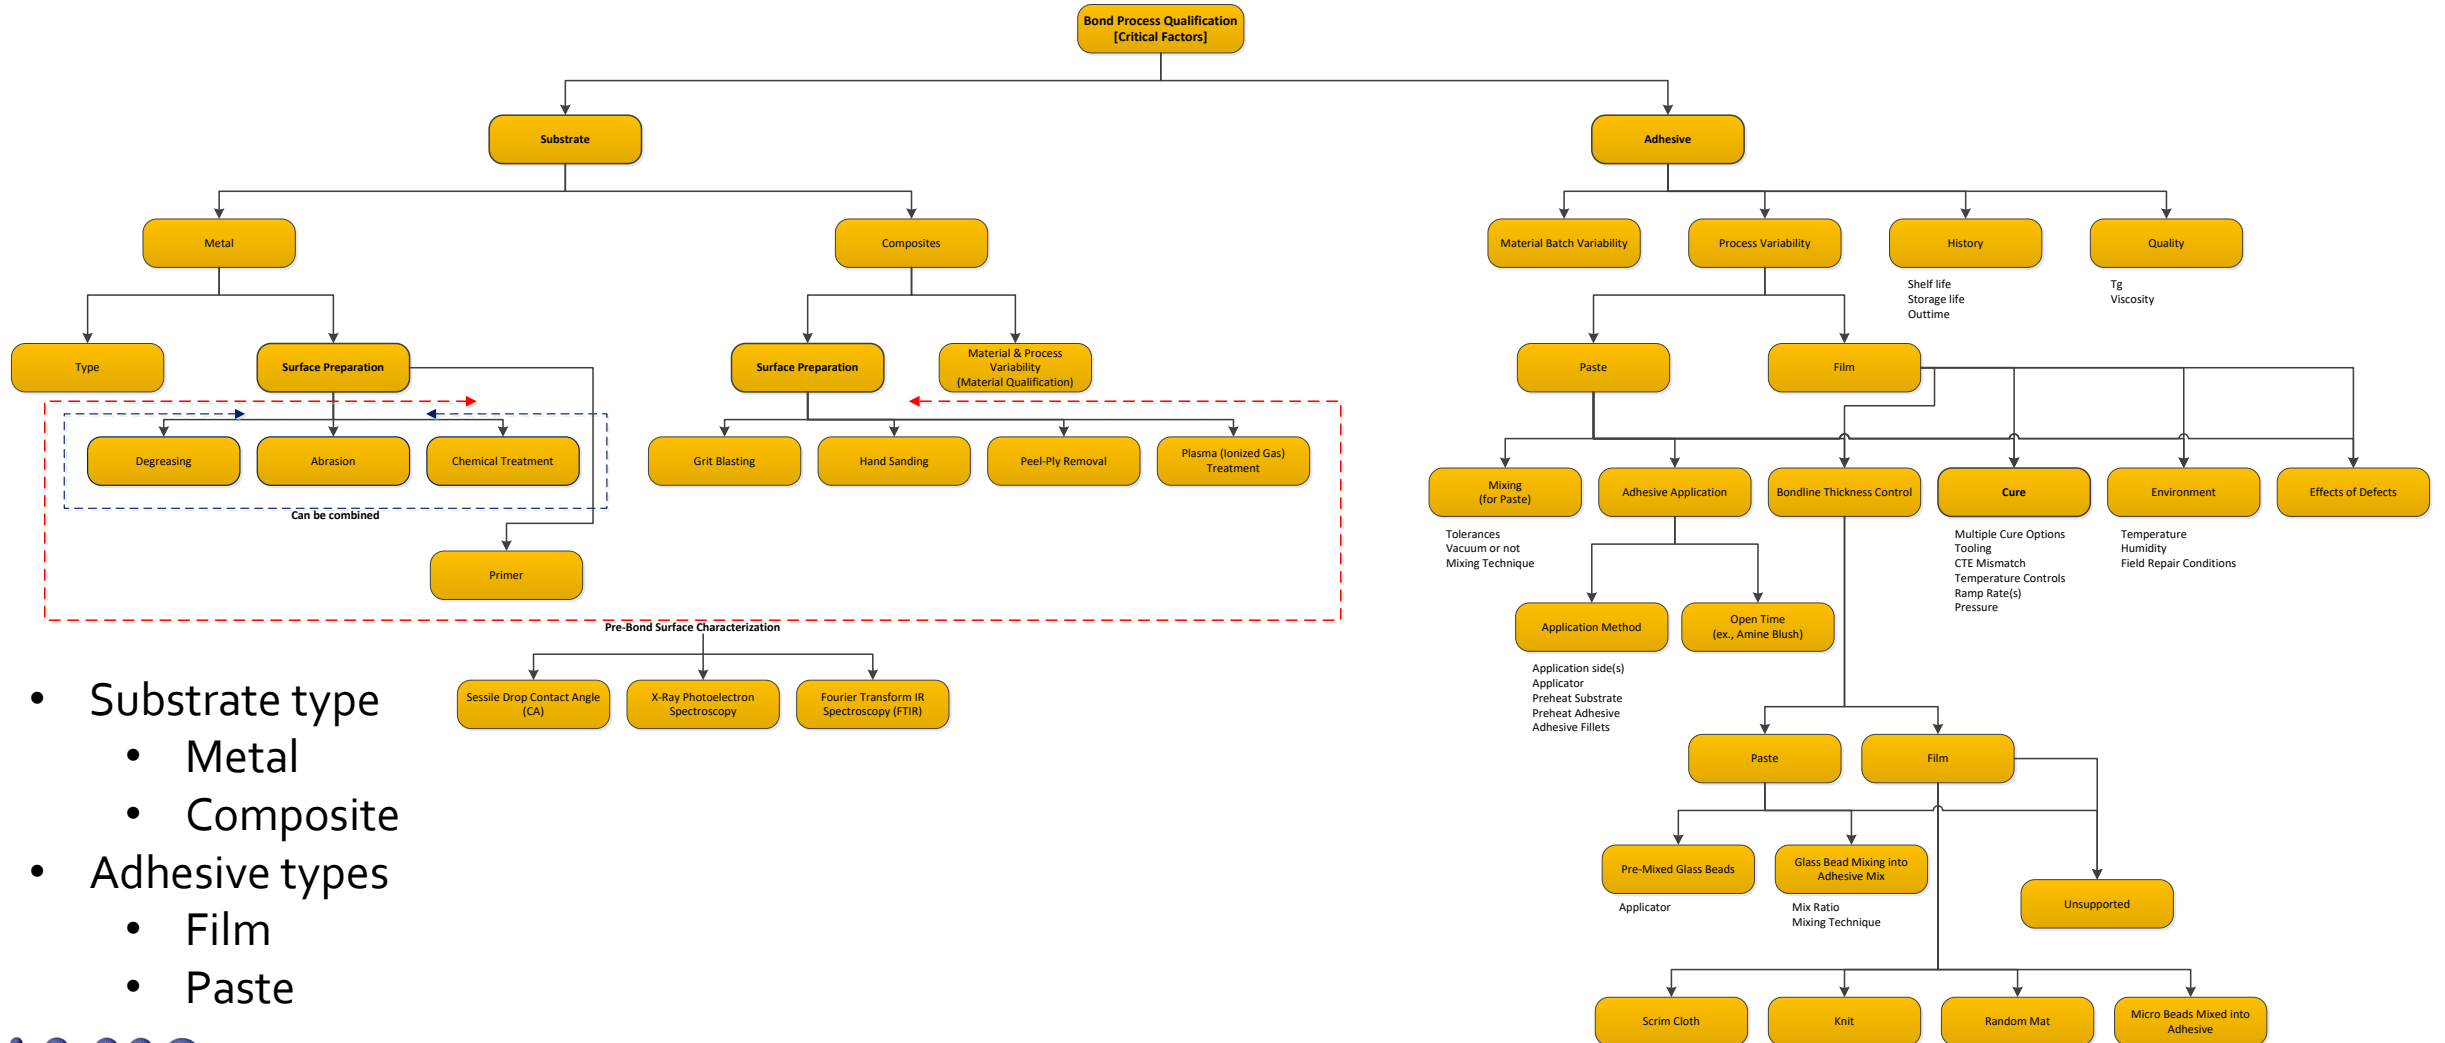 Bond Process Qualification
[Critical Factors]
Substrate
Adhesive
Metal
Composites
Material Batch Variability
Process Variability
History
Quality
Shelf life
Storage life
Outtime
Tg
Viscosity
Type
Surface Preparation
Surface Preparation
Material & Process
Variability
(Material Qualification)
Paste
Film
Degreasing
Abrasion
Chemical Treatment
Can be combined
Grit Blasting
Hand Sanding
Peel-Ply Removal
Plasma (Ionized Gas)
Treatment
Mixing
(for Paste)
Adhesive Application
Bondline Thickness Control
Cure
Environment
Effects of Defects
Tolerances
Vacuum or not
Mixing Technique
Multiple Cure Options
Tooling
CTE Mismatch
Temperature Controls
Ramp Rate(s)
Pressure
Temperature
Humidity
Field Repair Conditions
Primer
Pre-Bond Surface Characterization
Application Method
Open Time
(ex., Amine Blush)
Application side(s)
Applicator
Preheat Substrate
Preheat Adhesive
Adhesive Fillets
Sessile Drop Contact Angle
(CA)
X-Ray Photoelectron
Spectroscopy
Fourier Transform IR
Spectroscopy (FTIR)
• Substrate type
• Metal
• Composite
• Adhesive types
• Film
• Paste
Paste
Film
Pre-Mixed Glass Beads
Glass Bead Mixing into
Adhesive Mix
Unsupported
Applicator
Mix Ratio
Mixing Technique
Scrim Cloth
Knit
Random Mat
Micro Beads Mixed into
Adhesive